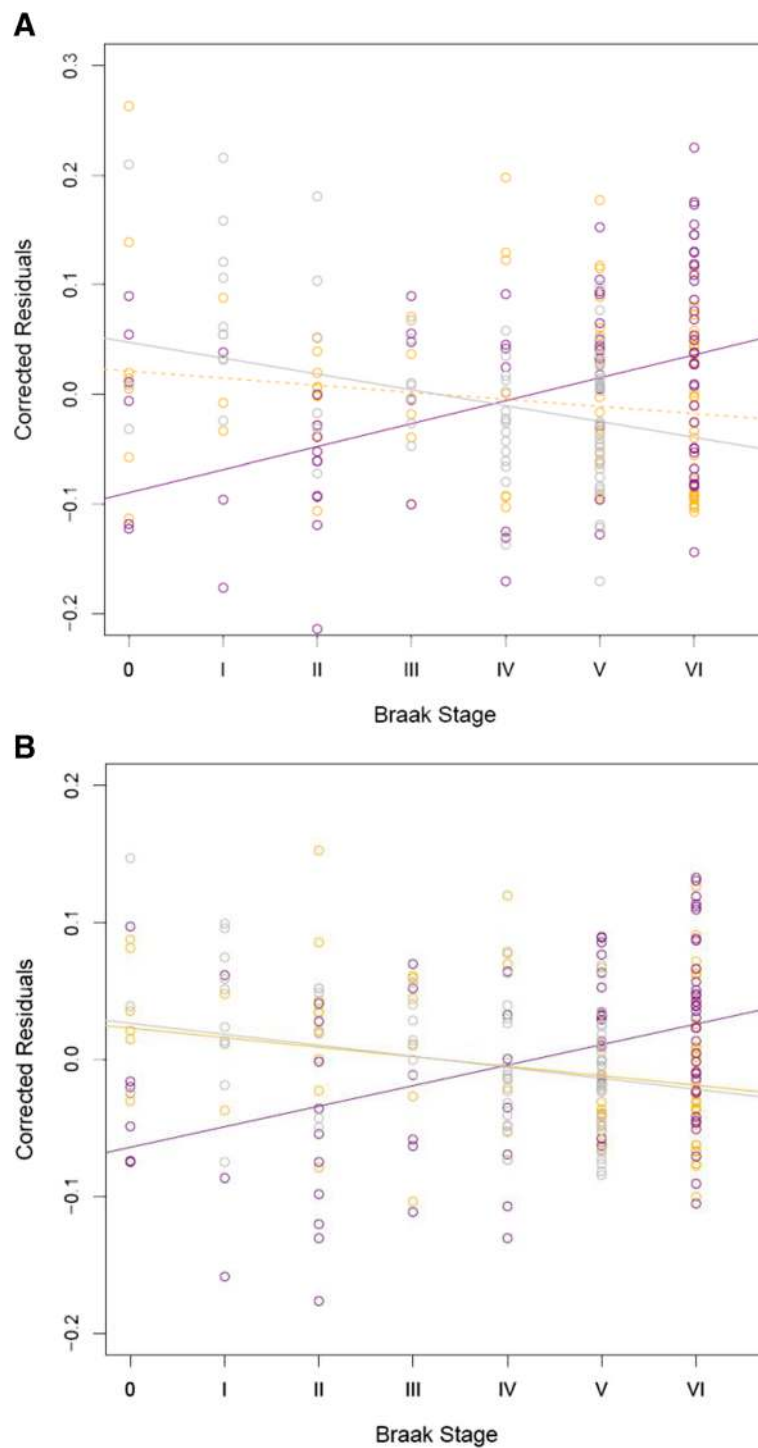 A
0.3
0.2
0.1
0.0
−0.1
−0.2
Corrected Residuals
0 I II III IV V VI
Braak Stage
B
0.2
0.1
0.0
−0.1
−0.2
Corrected Residuals
0 I II III IV V VI
Braak Stage